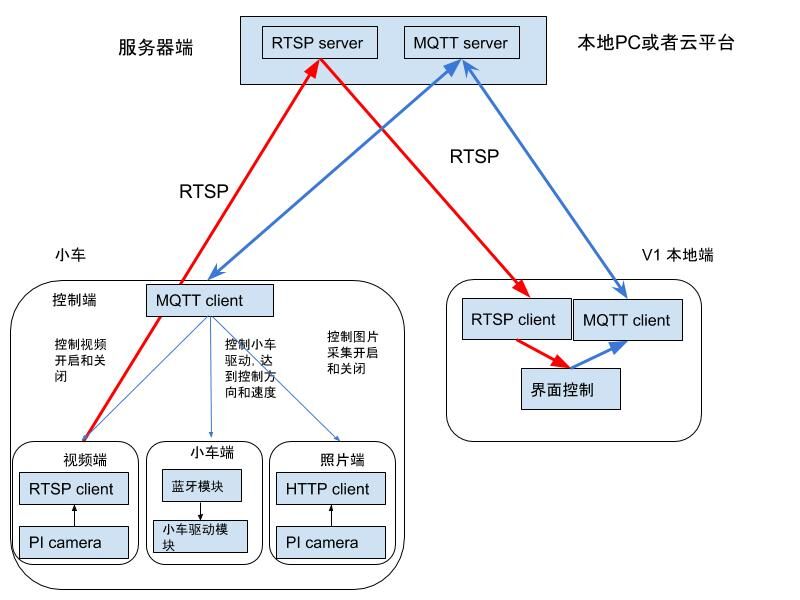 服务器端
RTSP server
MQTT server
本地PC或者云平台
RTSP
RTSP
小车
V1 本地端
控制端
MQTT client
控制视频
开启和关
闭
控制小车
驱动, 达
到控制方
向和速度
控制图片
采集开启
和关闭
RTSP client
MQTT client
界面控制
视频端
RTSP client
PI camera
小车端
蓝牙模块
小车驱动模
块
照片端
HTTP client
PI camera